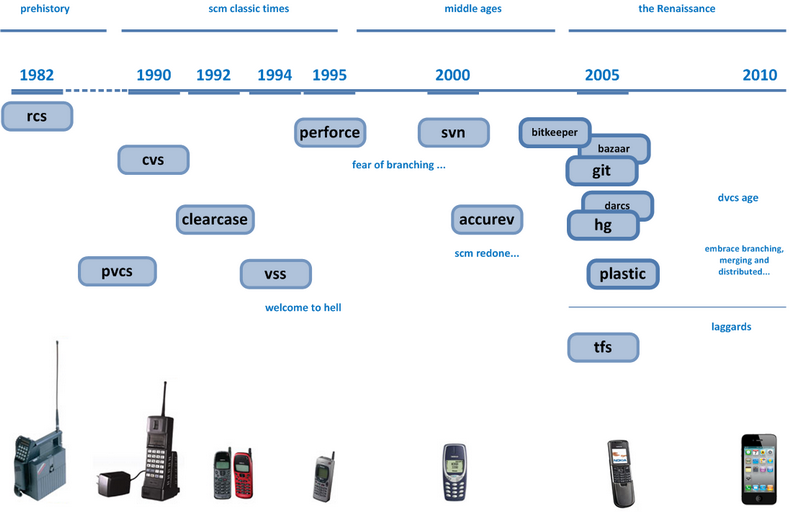 prehistory
scm classic times
middle ages
the Renaissance
1982
1990
1992
1994
1995
2000
2005
2010
rcs
perforce
svn
bitkeeper
bazaar
cvs
fear of branching ...
git
dvcs age
darcs
clearcase
accurev
hg
embrace branching,
merging and
distributed...
scm redone...
pvcs
vss
plastic
welcome to hell
laggards
tfs